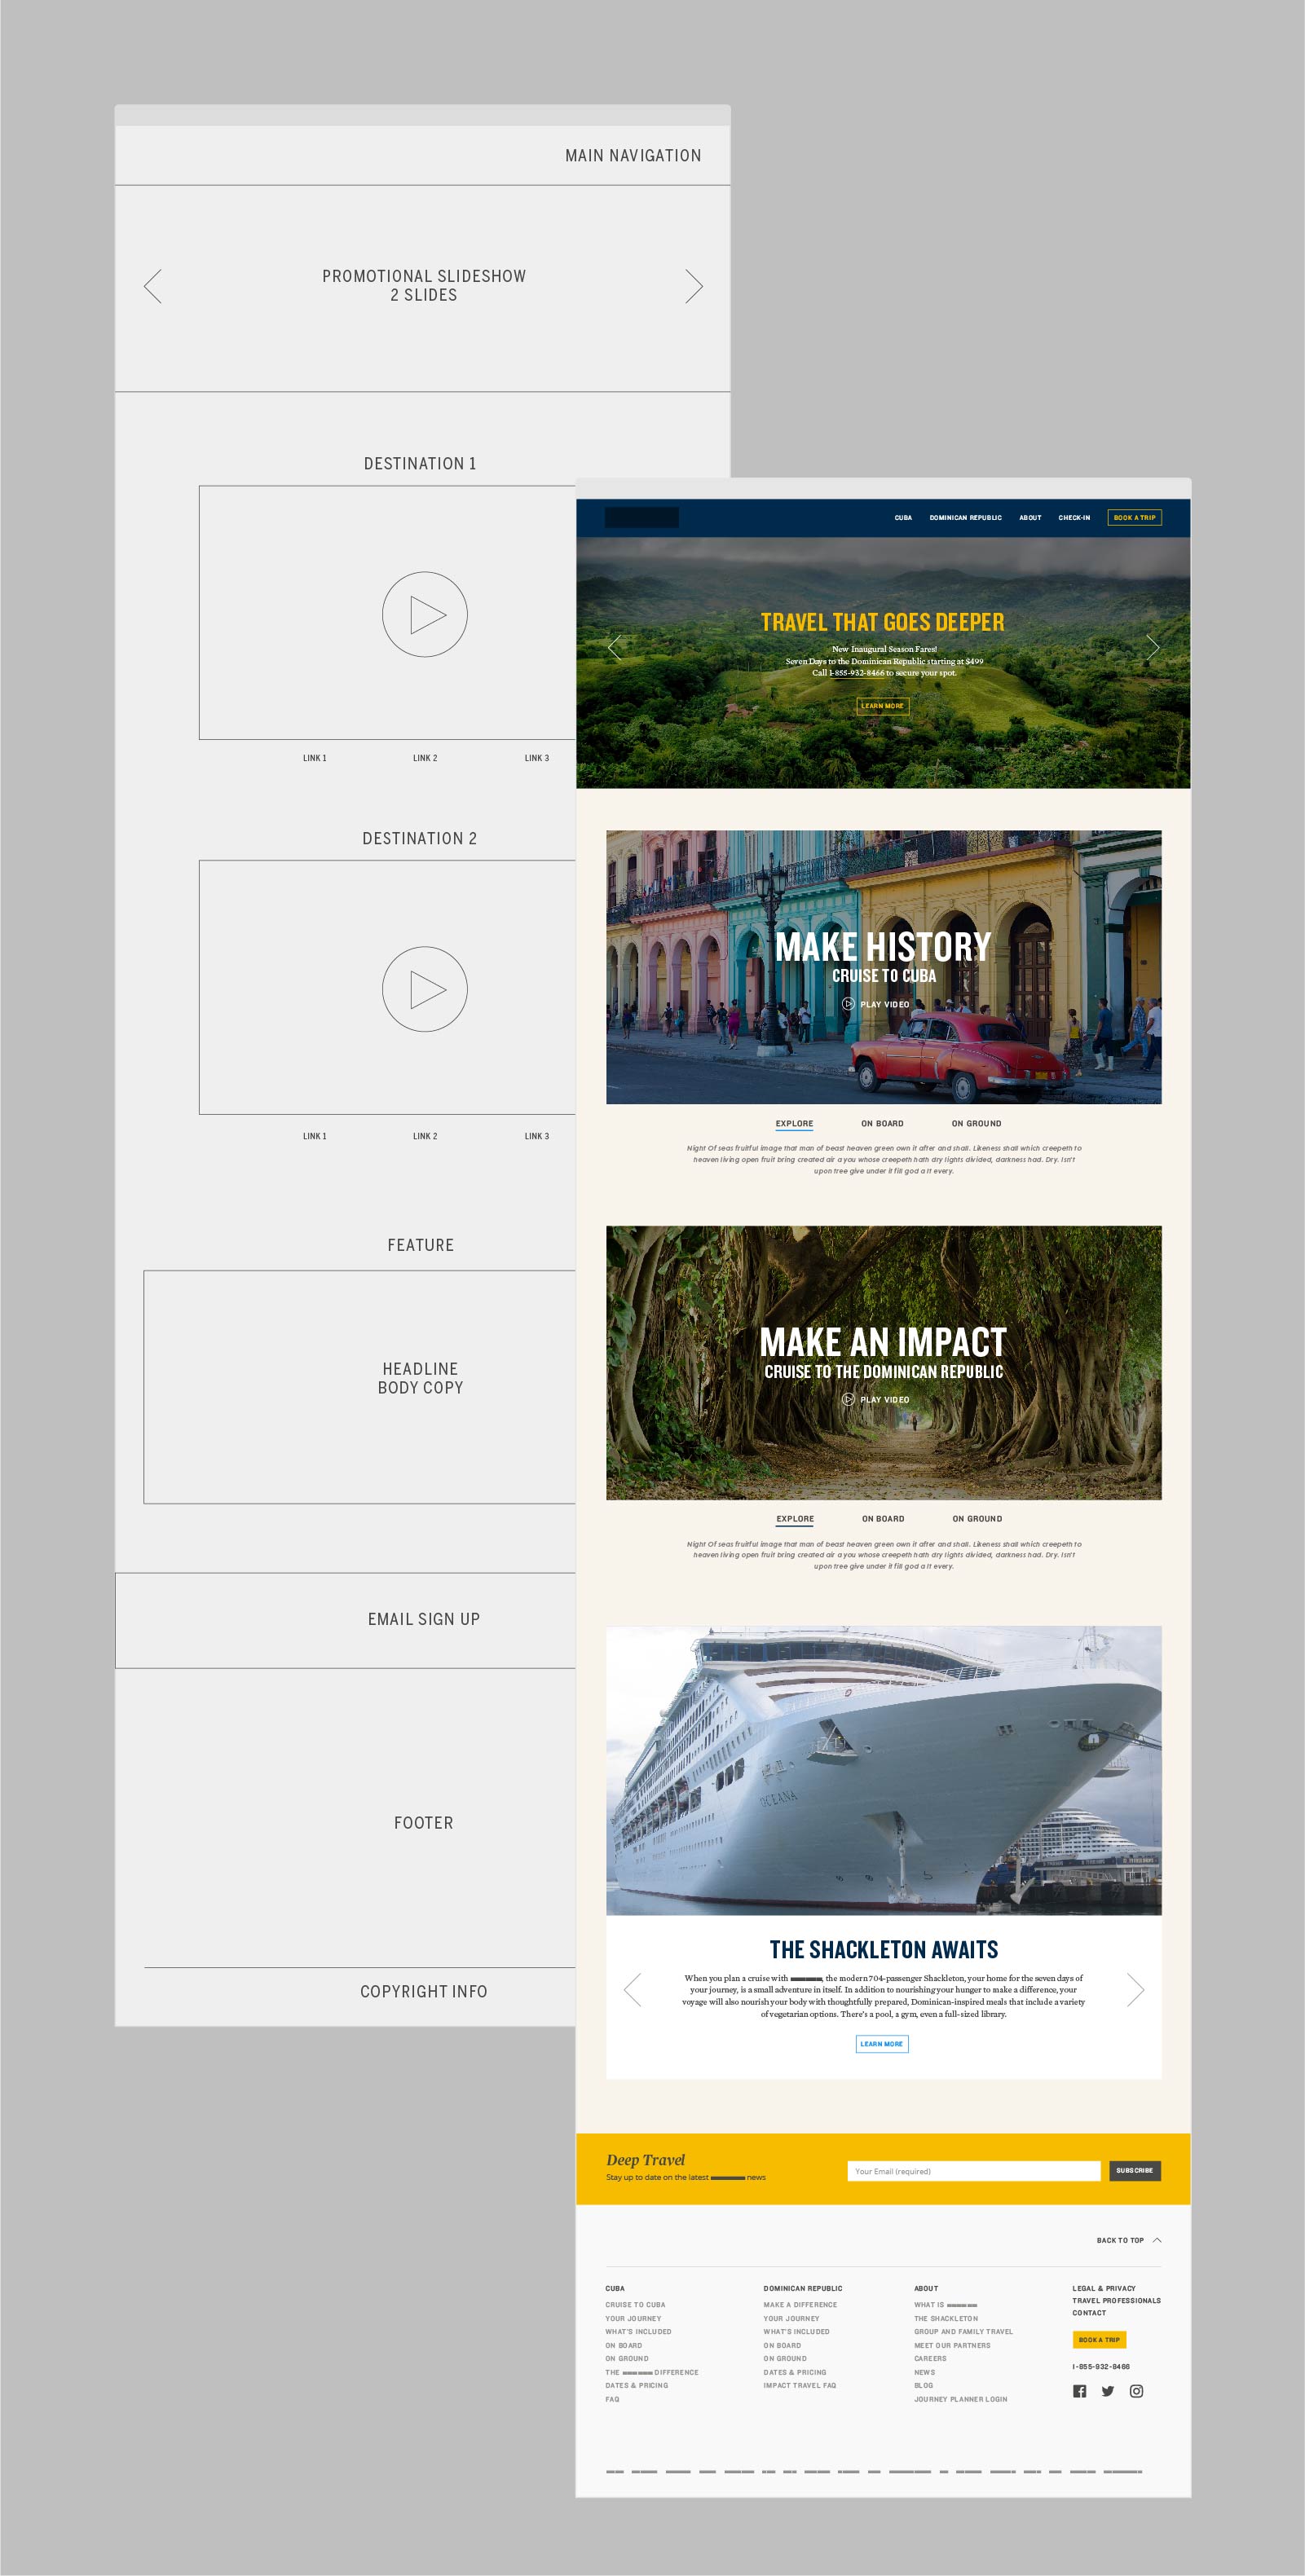 MAIN NAVIGATION
PROMOTIONAL SLIDESHOW
2 SLIDES
DESTINATION 1
LINK 1
LINK 2
LINK 3
DESTINATION 2
LINK 1
LINK 2
LINK 3
FEATURE
HEADLINE
BODY COPY
EMAIL SIGN UP
FOOTER
COPYRIGHT INFO
CUBA
DOMINICAN REPUBLIC
ABOUT
CHECK-IN
BOOK A TRIP
TRAVEL THAT GOES DEEPER
New Inaugural Season Fares!
Seven Days to the Dominican Republic starting at $499
Call 1-855-932-8466 to secure your spot.
LEARN MORE
MAKE HISTORY
CRUISE TO CUBA
PLAY VIDEO
EXPLORE
ON BOARD
ON GROUND
Night Of seas fruitful image that man of beast heaven green own it after and shall. Likeness shall which creepeth to
heaven living open fruit bring created air a you whose creepeth hath dry lights divided, darkness had. Dry. Isn't
upon tree give under it fill god a It every.
MAKE AN IMPACT
CRUISE TO THE DOMINICAN REPUBLIC
PLAY VIDEO
EXPLORE
ON BOARD
ON GROUND
Night Of seas fruitful image that man of beast heaven green own it after and shall. Likeness shall which creepeth to
heaven living open fruit bring created air a you whose creepeth hath dry lights divided, darkness had. Dry. Isn't
upon tree give under it fill god a It every.
OCEANA
THE SHACKLETON AWAITS
When you plan a cruise with , the modern 704-passenger Shackleton, your home for the seven days of
your journey, is a small adventure in itself. In addition to nourishing your hunger to make a difference, your
voyage will also nourish your body with thoughtfully prepared, Dominican-inspired meals that include a variety
of vegetarian options. There's a pool, a gym, even a full-sized library.
LEARN MORE
Deep Travel
Stay up to date on the latest news
Your Email (required)
SUBSCRIBE
BACK TO TOP
CUBA
CRUISE TO CUBA
YOUR JOURNEY
WHAT'S INCLUDED
ON BOARD
ON GROUND
THE DIFFERENCE
DATES & PRICING
FAQ
DOMINICAN REPUBLIC
MAKE A DIFFERENCE
YOUR JOURNEY
WHAT'S INCLUDED
ON BOARD
ON GROUND
DATES & PRICING
IMPACT TRAVEL FAQ
ABOUT
WHAT IS
THE SHACKLETON
GROUP AND FAMILY TRAVEL
MEET OUR PARTNERS
CAREERS
NEWS
BLOG
JOURNEY PLANNER LOGIN
LEGAL & PRIVACY
TRAVEL PROFESSIONALS
CONTACT
BOOK A TRIP
1-855-932-8466